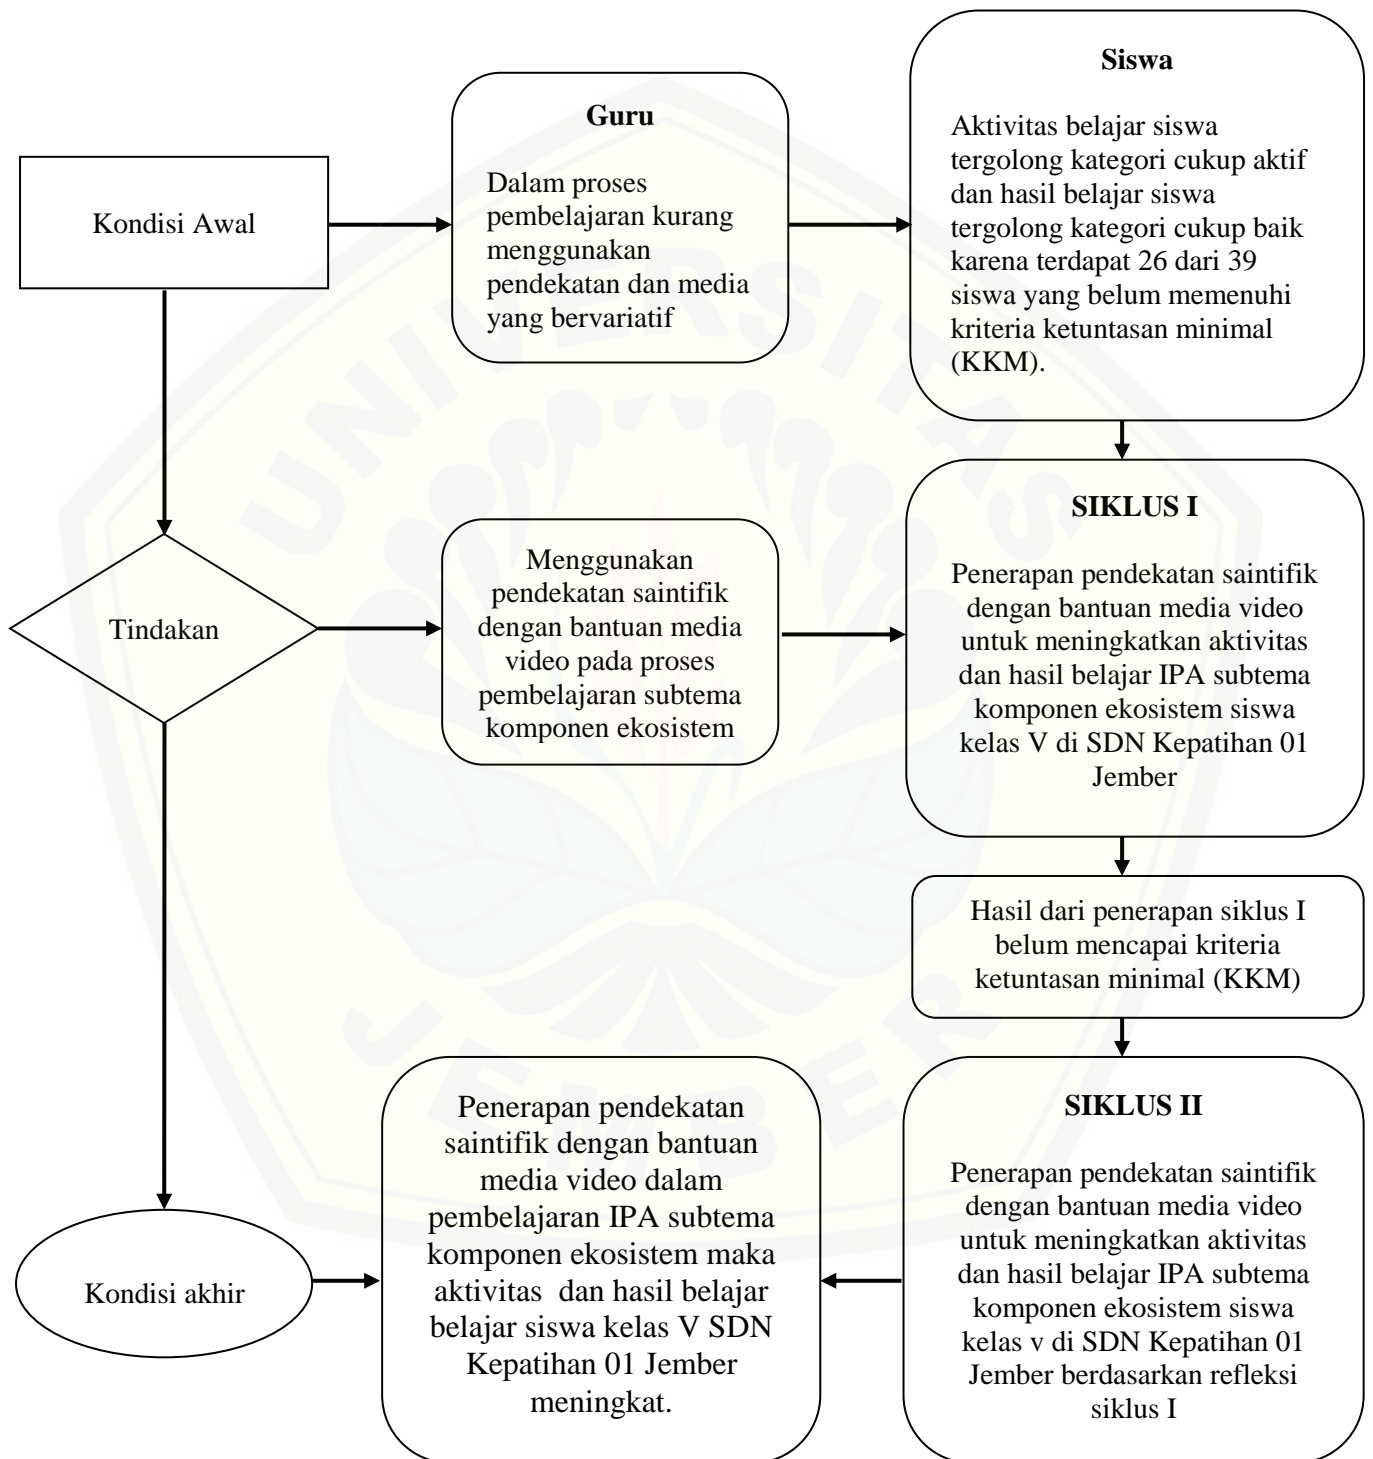 Kondisi Awal
Guru
Dalam proses
pembelajaran kurang
menggunakan
pendekatan dan media
yang bervariatif
Siswa
Aktivitas belajar siswa
tergolong kategori cukup aktif
dan hasil belajar siswa
tergolong kategori cukup baik
karena terdapat 26 dari 39
siswa yang belum memenuhi
kriteria ketuntasan minimal
(KKM).
Tindakan
Menggunakan
pendekatan saintifik
dengan bantuan media
video pada proses
pembelajaran subtema
komponen ekosistem
SIKLUS I
Penerapan pendekatan saintifik
dengan bantuan media video
untuk meningkatkan aktivitas
dan hasil belajar IPA subtema
komponen ekosistem siswa
kelas V di SDN Kepatihan 01
Jember
Hasil dari penerapan siklus I
belum mencapai kriteria
ketuntasan minimal (KKM)
Kondisi akhir
Penerapan pendekatan
saintifik dengan bantuan
media video dalam
pembelajaran IPA subtema
komponen ekosistem maka
aktivitas  dan hasil belajar
belajar siswa kelas V SDN
Kepatihan 01 Jember
meningkat.
SIKLUS II
Penerapan pendekatan saintifik
dengan bantuan media video
untuk meningkatkan aktivitas
dan hasil belajar IPA subtema
komponen ekosistem siswa
kelas v di SDN Kepatihan 01
Jember berdasarkan refleksi
siklus I
UNIVERSITAS
JEMBER